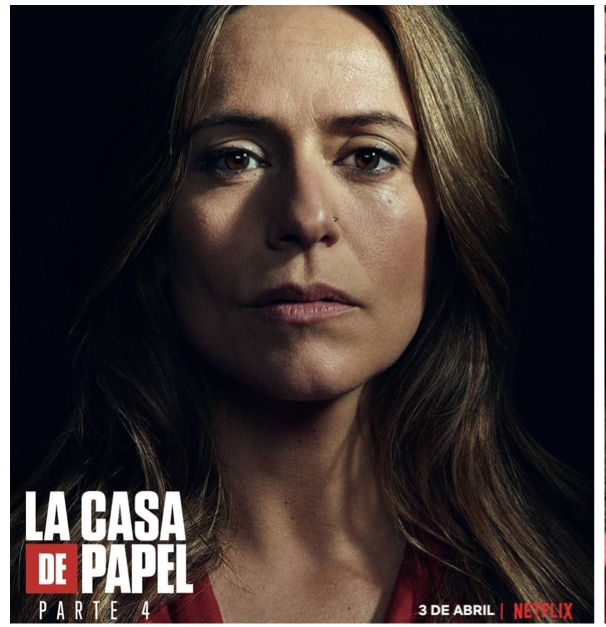 LA CASA
DE PAPEL
PARTE 4
3 DE ABRIL | NETFLIX